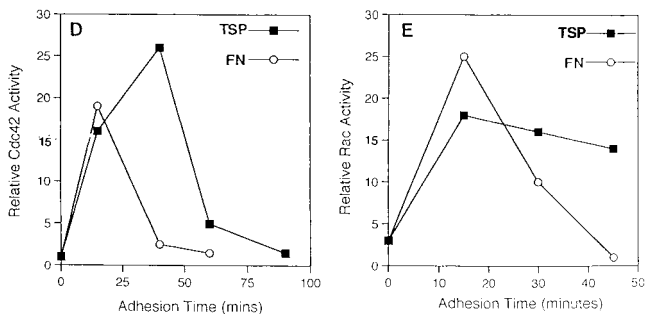 D
TSP
FN
Relative Cdc42 Activity
30
25
20
15
10
5
0
0 25 50 75 100
Adhesion Time (mins)
E
TSP
FN
Relative Rac Activity
30
25
20
15
10
5
0
0 10 20 30 40 50
Adhesion Time (minutes)